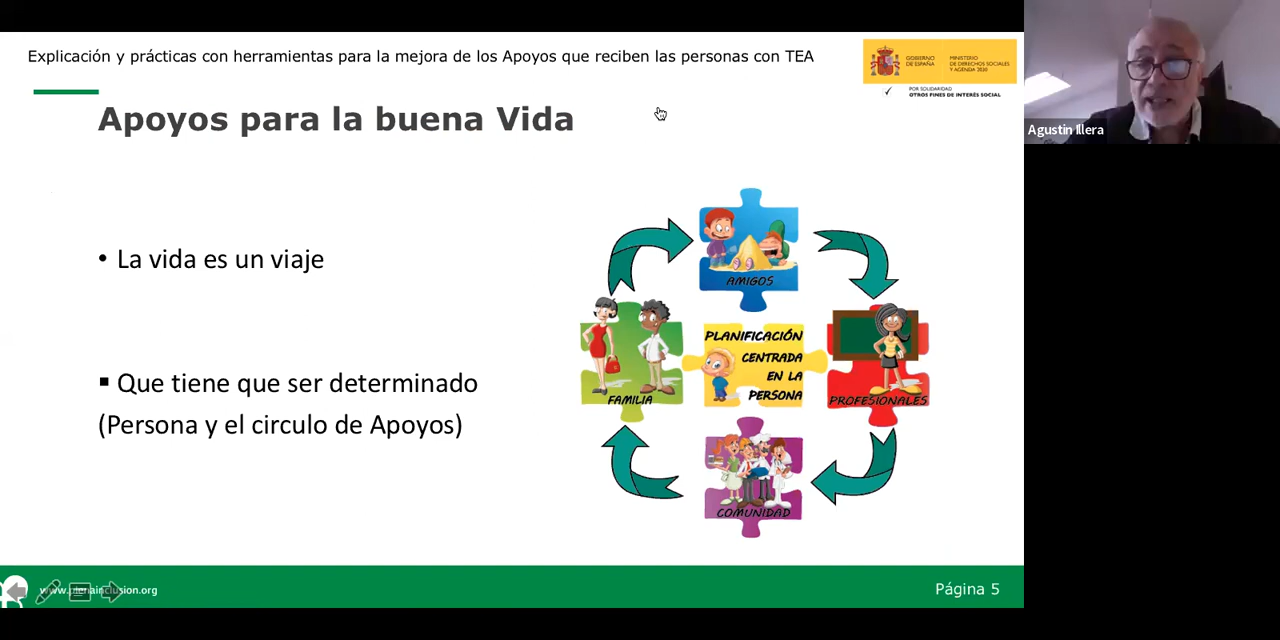 Explicación y prácticas con herramientas para la mejora de los Apoyos que reciben las personas con TEA
GOBIERNO
DE ESPAÑA
MINISTERIO
DE DERECHOS SOCIALES
Y AGENDA 2030
POR SOLIDARIDAD
OTROS FINES DE INTERÉS SOCIAL
Agustín Illera
Apoyos para la buena Vida
• La vida es un viaje
▪ Que tiene que ser determinado
(Persona y el circulo de Apoyos)
AMIGOS
FAMILIA
PLANIFICACIÓN
CENTRADA
EN LA
PERSONA
PROFESIONALES
COMUNIDAD
www.plenainclusion.org
Página 5